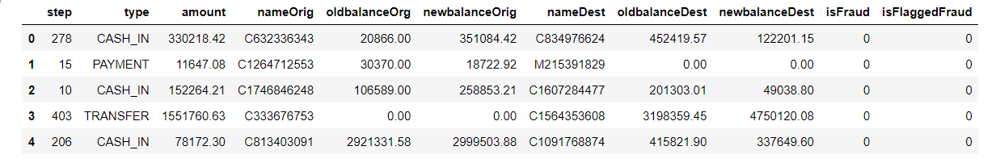 step type amount nameOrig oldbalanceOrg newbalanceOrig nameDest oldbalanceDest newbalanceDest isFraud isFlaggedFraud
0 278 CASH_IN 330218.42 C632336343 20866.00 351084.42 C834976624 452419.57 122201.15 0 0
1 15 PAYMENT 11647.08 C1264712553 30370.00 18722.92 M215391829 0.00 0.00 0 0
2 10 CASH_IN 152264.21 C1746846248 106589.00 258853.21 C1607284477 201303.01 49038.80 0 0
3 403 TRANSFER 1551760.63 C333676753 0.00 0.00 C1564353608 3198359.45 4750120.08 0 0
4 206 CASH_IN 78172.30 C813403091 2921331.58 2999503.88 C1091768874 415821.90 337649.60 0 0